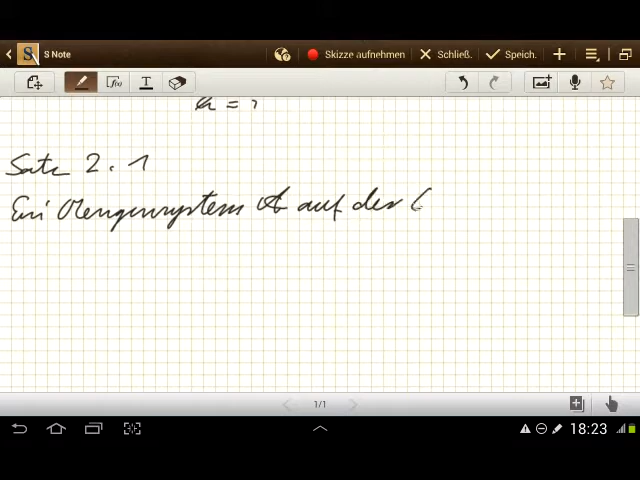 S Note
Skizze aufnehmen
Schließ.
Speich.
f(x)
T
Satz 2.1
Ein Mengensystem A auf der
1/1
18:23